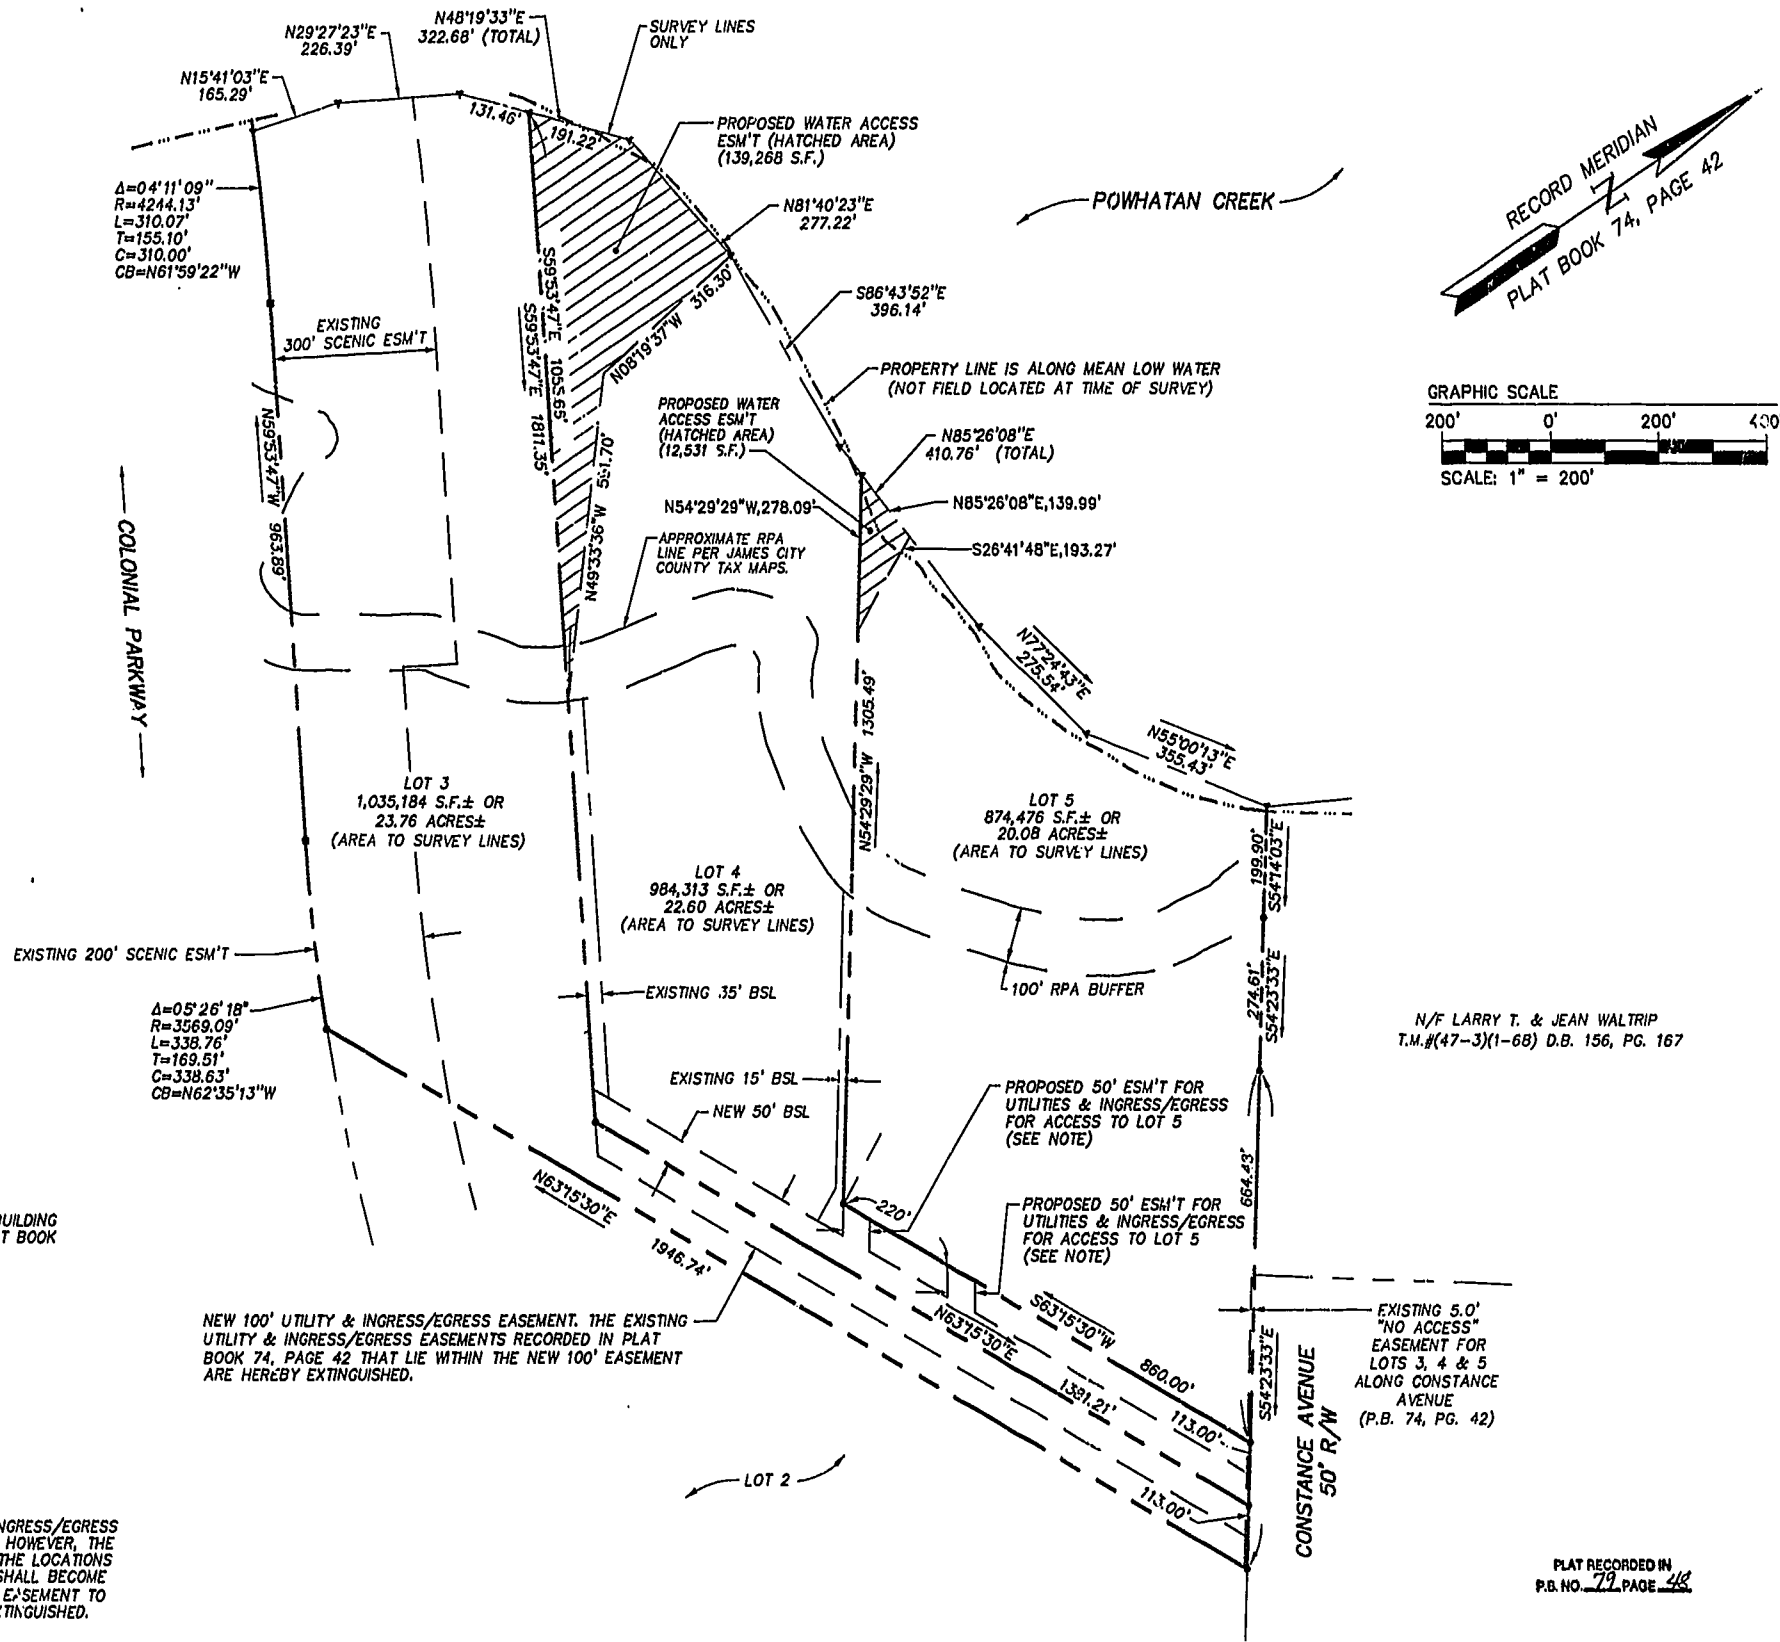 N48°19'33"E
322.68' (TOTAL)
SURVEY LINES
ONLY
N29°27'23"E
226.39'
N15°41'03"E
165.29'
131.46'
191.22'
PROPOSED WATER ACCESS
ESM'T (HATCHED AREA)
(139,268 S.F.)
Δ=04°11'09"
R=4244.13'
L=310.07'
T=155.10'
C=310.00'
CB=N61°59'22"W
N81°40'23"E
277.22'
POWHATAN CREEK
RECORD MERIDIAN
N
PLAT BOOK 74, PAGE 42
S86°43'52"E
396.14'
EXISTING
300' SCENIC ESM'T
S59°53'47"E 1055.65'
S59°53'47"E 1811.35'
N08°19'37"W 316.30'
N49°33'36"W
PROPERTY LINE IS ALONG MEAN LOW WATER
(NOT FIELD LOCATED AT TIME OF SURVEY)
GRAPHIC SCALE
200' 0' 200' 400
SCALE: 1" = 200'
PROPOSED WATER
ACCESS ESM'T
(HATCHED AREA)
(12,531 S.F.)
N85°26'08"E
410.76' (TOTAL)
N59°53'47"W 963.89'
N54°29'29"W,278.09'
N85°26'08"E,139.99'
S26°41'48"E,193.27'
APPROXIMATE RPA
LINE PER JAMES CITY
COUNTY TAX MAPS.
COLONIAL PARKWAY
N77°24'43"E
275.54'
N55°00'13"E
355.43'
N54°29'29"W 1305.49'
LOT 3
1,035,184 S.F.± OR
23.76 ACRES±
(AREA TO SURVEY LINES)
LOT 5
874,476 S.F.± OR
20.08 ACRES±
(AREA TO SURVEY LINES)
LOT 4
984,313 S.F.± OR
22.60 ACRES±
(AREA TO SURVEY LINES)
199.90'
S54°14'03"E
EXISTING 200' SCENIC ESM'T
EXISTING 35' BSL
100' RPA BUFFER
274.61'
S54°23'33"E
Δ=05°26'18"
R=3569.09'
L=338.76'
T=169.51'
C=338.63'
CB=N62°35'13"W
N/F LARRY T. & JEAN WALTRIP
T.M.#(47-3)(1-68) D.B. 156, PG. 167
EXISTING 15' BSL
NEW 50' BSL
PROPOSED 50' ESM'T FOR
UTILITIES & INGRESS/EGRESS
FOR ACCESS TO LOT 5
(SEE NOTE)
664.43'
N63°15'30"E
1946.74'
220'
PROPOSED 50' ESM'T FOR
UTILITIES & INGRESS/EGRESS
FOR ACCESS TO LOT 5
(SEE NOTE)
UILDING
T BOOK
NEW 100' UTILITY & INGRESS/EGRESS EASEMENT. THE EXISTING
UTILITY & INGRESS/EGRESS EASEMENTS RECORDED IN PLAT
BOOK 74, PAGE 42 THAT LIE WITHIN THE NEW 100' EASEMENT
ARE HEREBY EXTINGUISHED.
S63°15'30"W
860.00'
N63°15'30"E
1381.21'
113.00'
113.00'
S54°23'33"E
EXISTING 5.0'
"NO ACCESS"
EASEMENT FOR
LOTS 3, 4 & 5
ALONG CONSTANCE
AVENUE
(P.B. 74, PG. 42)
CONSTANCE AVENUE
50' R/W
LOT 2
NGRESS/EGRESS
HOWEVER, THE
THE LOCATIONS
SHALL BECOME
EASEMENT TO
TINGUISHED.
PLAT RECORDED IN
P.B. NO. 79 PAGE 48